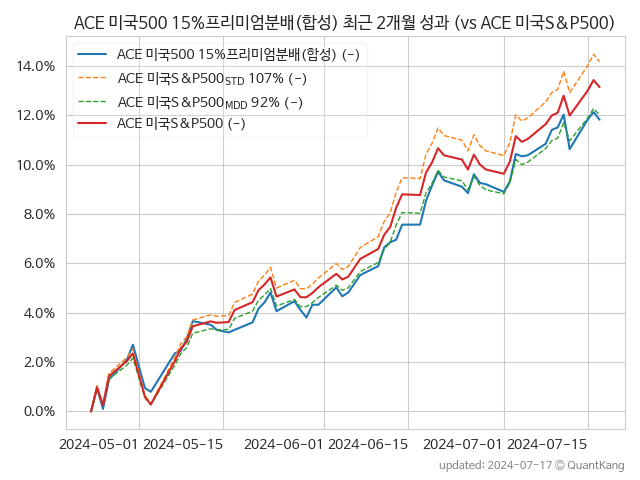 ACE 미국500 15%프리미엄분배(합성) 최근 2개월 성과 (vs ACE 미국S&P500)
ACE 미국500 15%프리미엄분배(합성) (-)
ACE 미국S&P500STD 107% (-)
ACE 미국S&P500MDD 92% (-)
ACE 미국S&P500 (-)
14.0%
12.0%
10.0%
8.0%
6.0%
4.0%
2.0%
0.0%
2024-05-01 2024-05-15 2024-06-01 2024-06-15 2024-07-01 2024-07-15
updated: 2024-07-17 © QuantKang